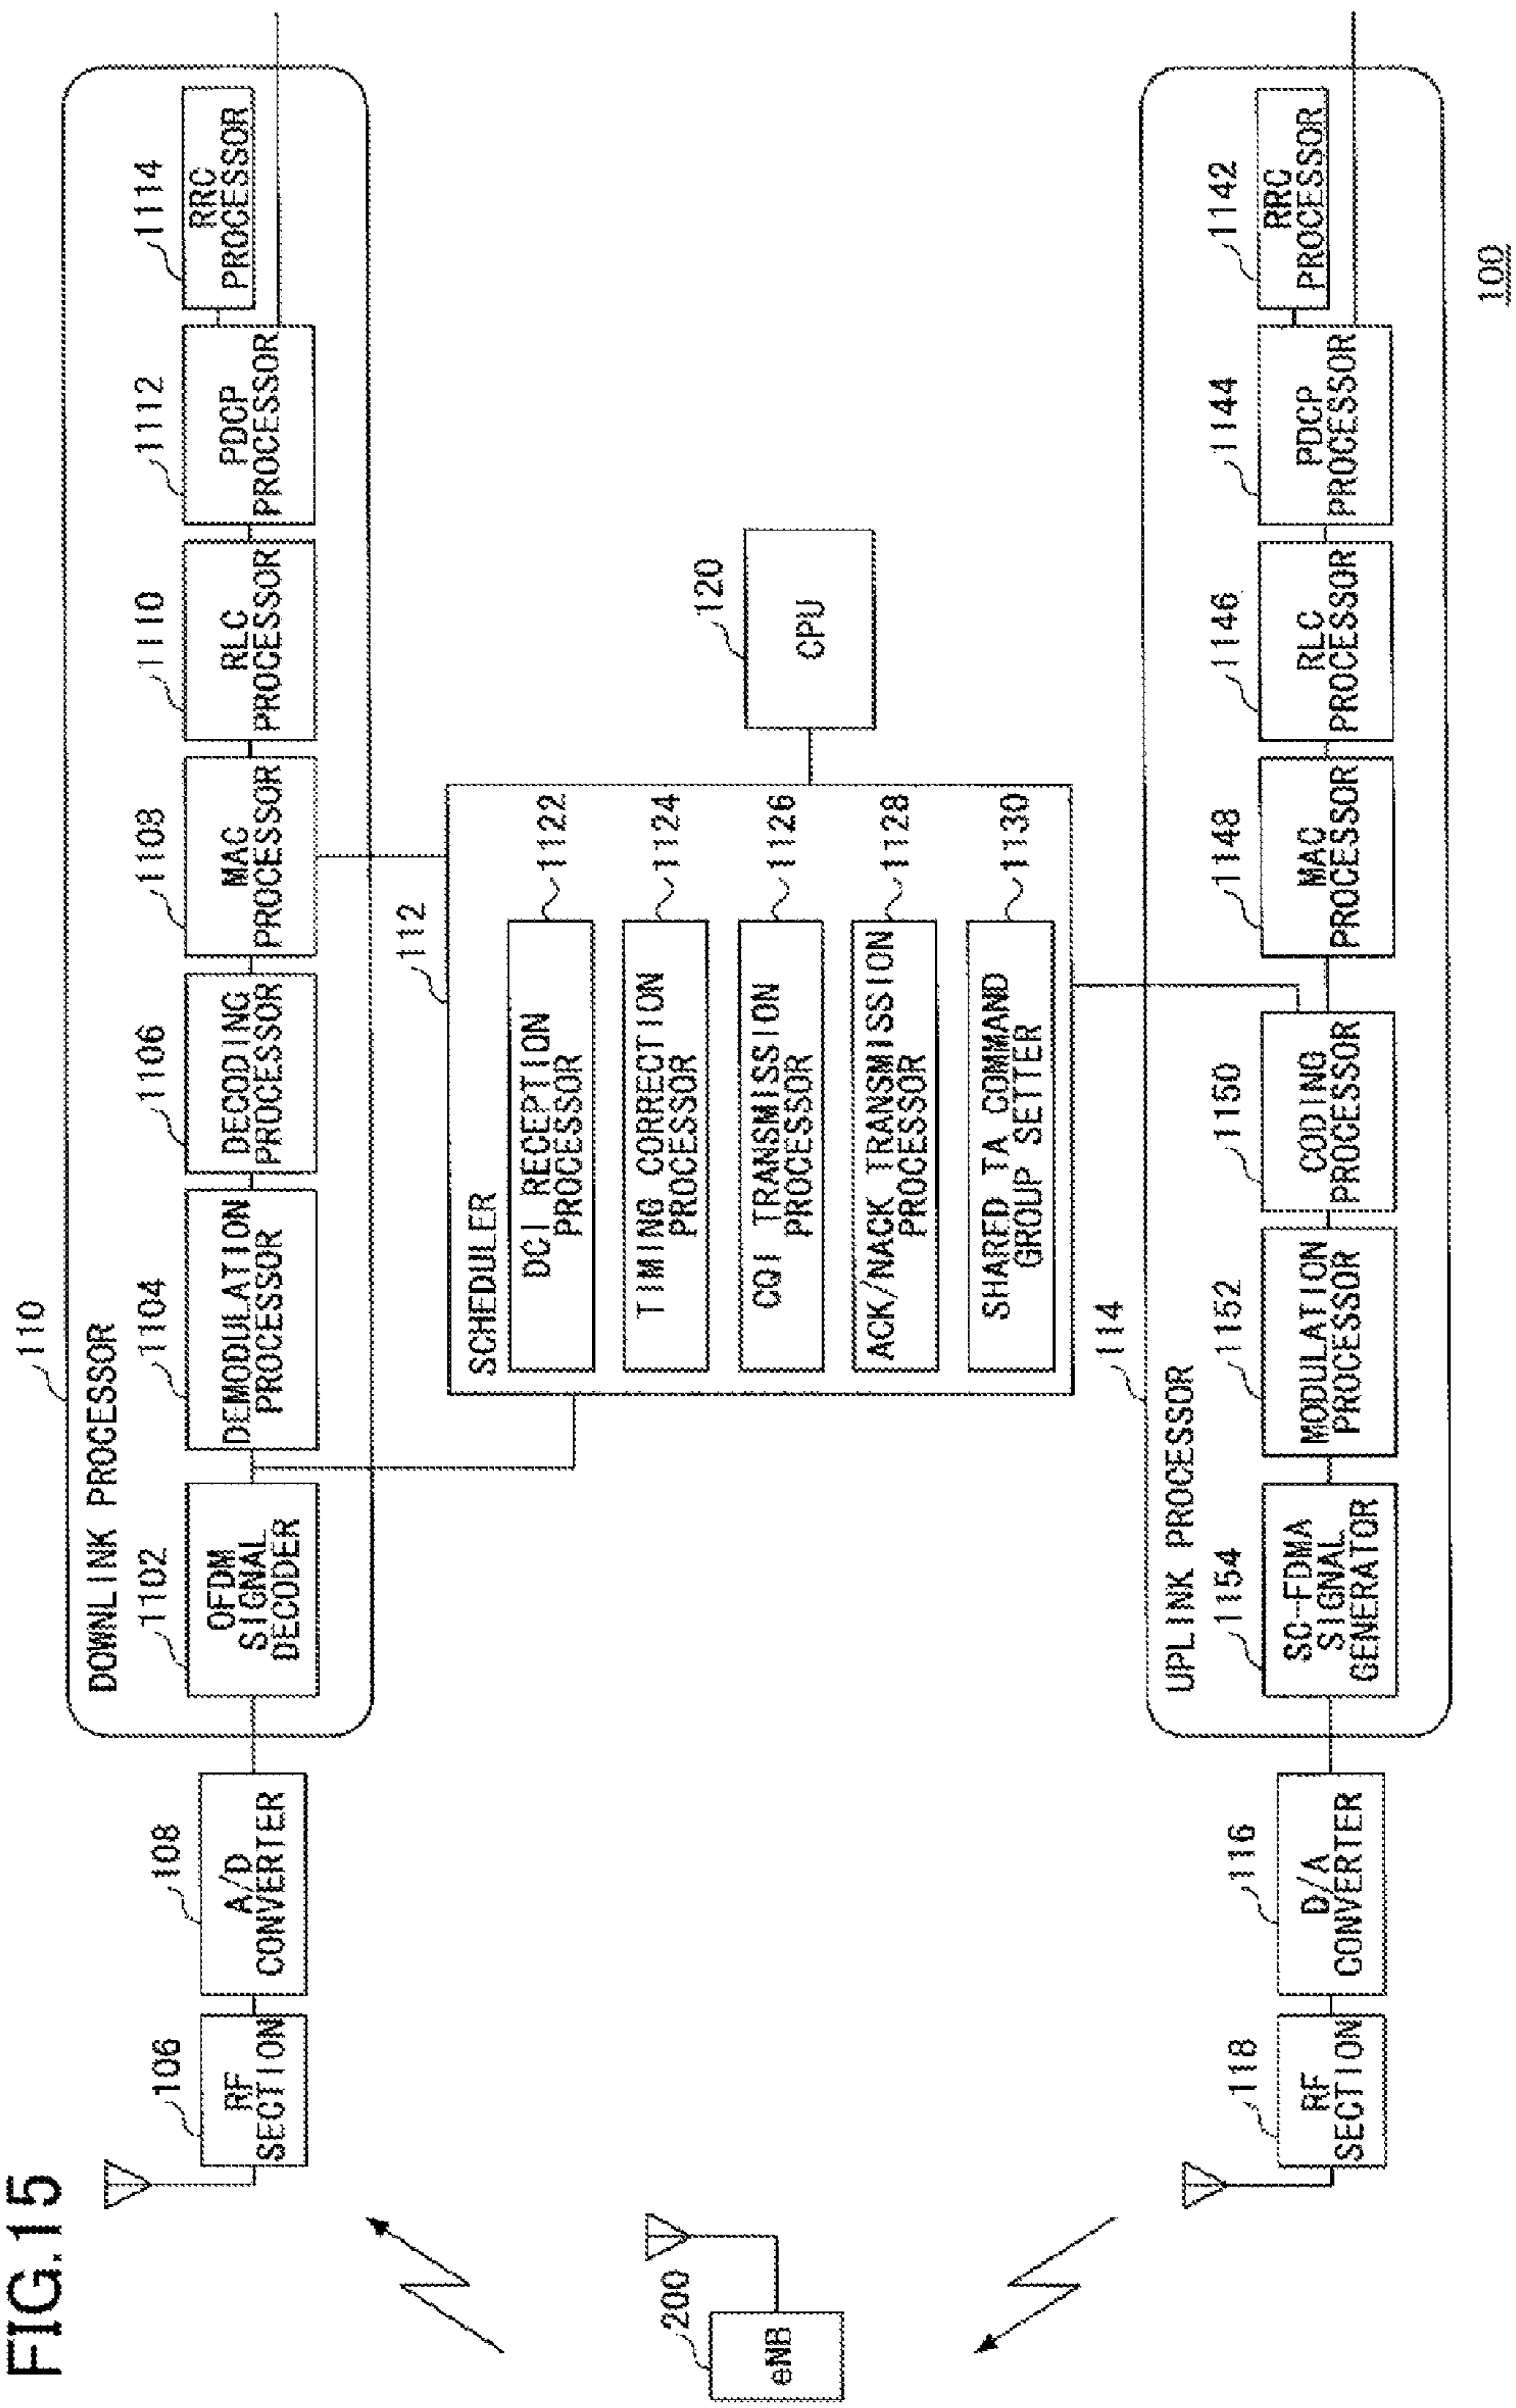 FIG.15
110
DOWNLINK PROCESSOR
106
RF
SECTION
108
A/D
CONVERTER
1102
OFDM
SIGNAL
DECODER
1104
DEMODULATION
PROCESSOR
1106
DECODING
PROCESSOR
1108
MAC
PROCESSOR
1110
RLC
PROCESSOR
1112
PDCP
PROCESSOR
1114
RRC
PROCESSOR
200
eNB
112
SCHEDULER
DCI RECEPTION
PROCESSOR
1122
TIMING CORRECTION
PROCESSOR
1124
CQI TRANSMISSION
PROCESSOR
1126
ACK/NACK TRANSMISSION
PROCESSOR
1128
SHARED TA COMMAND
GROUP SETTER
1130
120
CPU
114
UPLINK PROCESSOR
118
RF
SECTION
116
D/A
CONVERTER
1154
SC-FDMA
SIGNAL
GENERATOR
1152
MODULATION
PROCESSOR
1150
CODING
PROCESSOR
1148
MAC
PROCESSOR
1146
RLC
PROCESSOR
1144
PDCP
PROCESSOR
1142
RRC
PROCESSOR
100